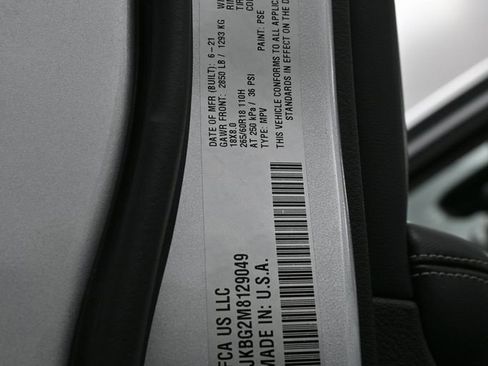 FCA US LLC
DATE OF MFR (BUILT): 6-21
GAWR FRONT: 2850 LB / 1293 KG
18X8.0
265/60R18 110H
AT 250 kPa / 36 PSI
TYPE: MPV
PAINT: PSE
THIS VEHICLE CONFORMS TO ALL APPLICA
STANDARDS IN EFFECT ON THE D
JKBG2M8129049
MADE IN: U.S.A.